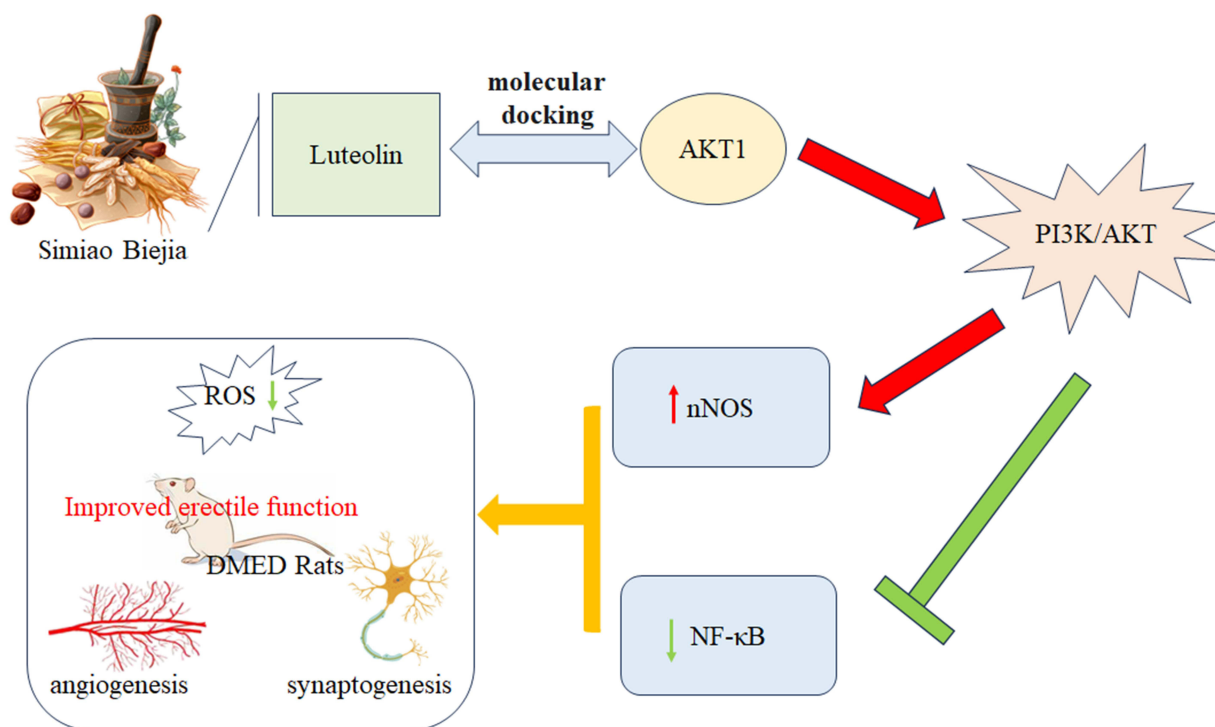 molecular
docking
Luteolin
AKT1
Simiao Biejia
PI3K/AKT
ROS
nNOS
Improved erectile function
DMED Rats
NF-κB
angiogenesis
synaptogenesis